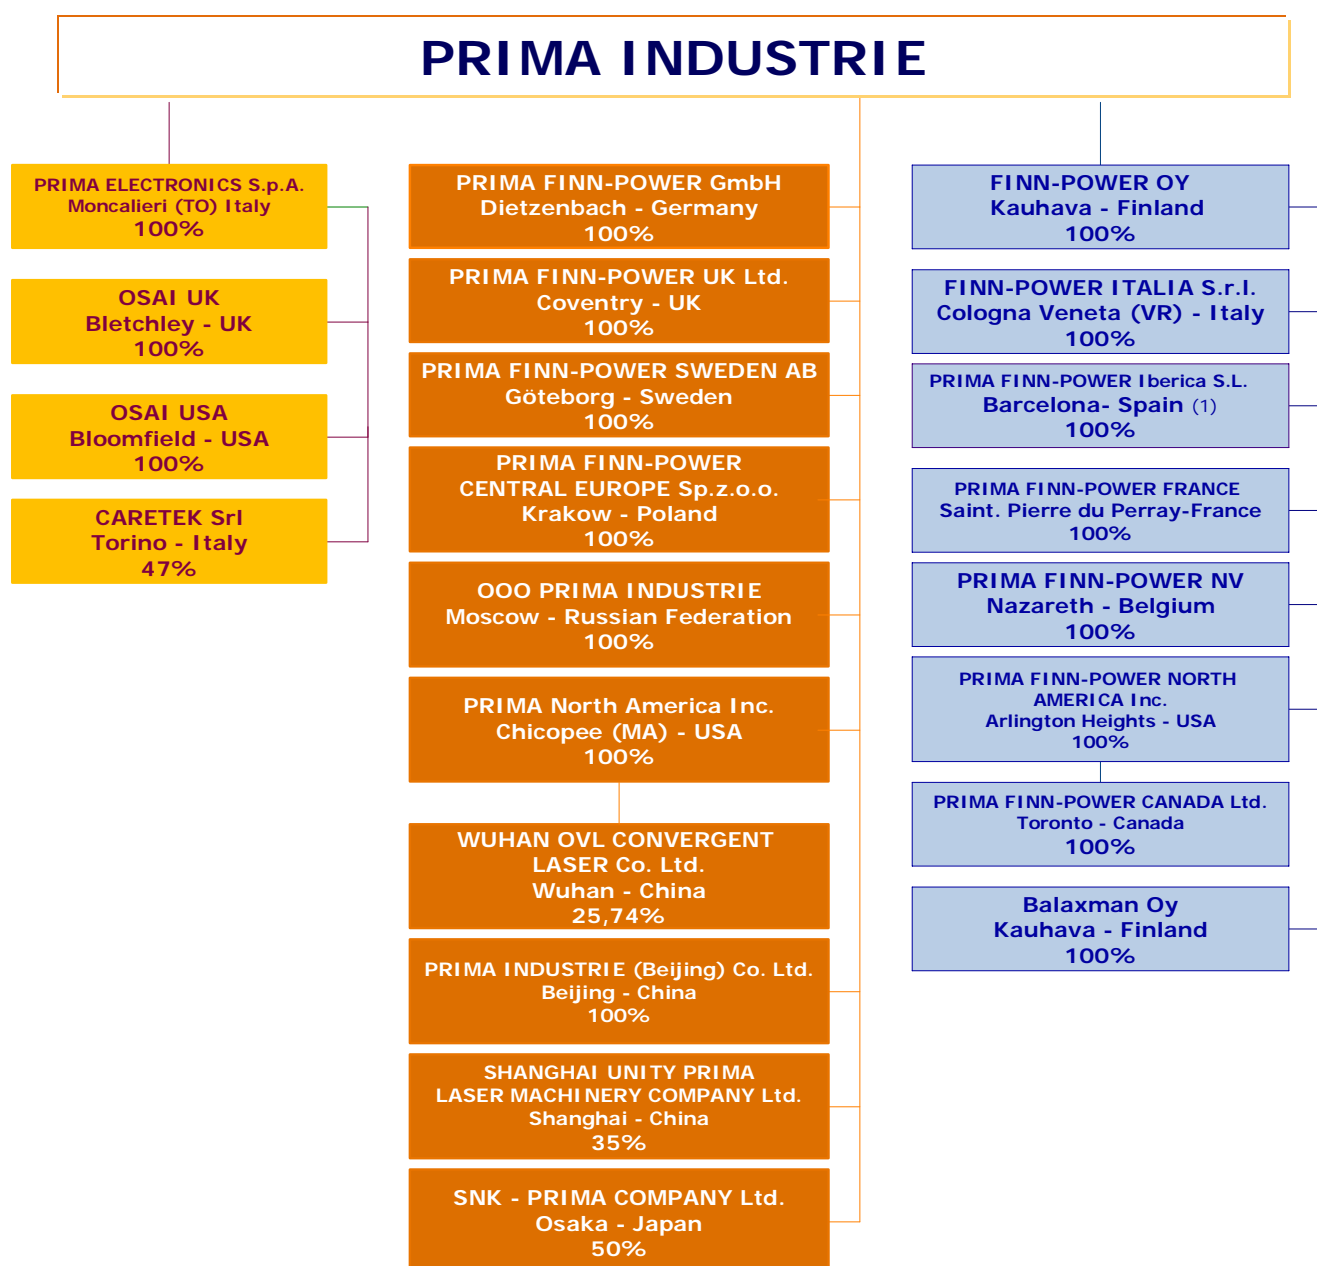 PRIMA INDUSTRIE
PRIMA ELECTRONICS S.p.A.
Moncalieri (TO) Italy
100%
OSAI UK
Bletchley - UK
100%
OSAI USA
Bloomfield - USA
100%
CARETEK Srl
Torino - Italy
47%
PRIMA FINN-POWER GmbH
Dietzenbach - Germany
100%
PRIMA FINN-POWER UK Ltd.
Coventry - UK
100%
PRIMA FINN-POWER SWEDEN AB
Göteborg - Sweden
100%
PRIMA FINN-POWER
CENTRAL EUROPE Sp.z.o.o.
Krakow - Poland
100%
OOO PRIMA INDUSTRIE
Moscow - Russian Federation
100%
PRIMA North America Inc.
Chicopee (MA) - USA
100%
WUHAN OVL CONVERGENT
LASER Co. Ltd.
Wuhan - China
25,74%
PRIMA INDUSTRIE (Beijing) Co. Ltd.
Beijing - China
100%
SHANGHAI UNITY PRIMA
LASER MACHINERY COMPANY Ltd.
Shanghai - China
35%
SNK - PRIMA COMPANY Ltd.
Osaka - Japan
50%
FINN-POWER OY
Kauhava - Finland
100%
FINN-POWER ITALIA S.r.l.
Cologna Veneta (VR) - Italy
100%
PRIMA FINN-POWER Iberica S.L.
Barcelona- Spain (1)
100%
PRIMA FINN-POWER FRANCE
Saint. Pierre du Perray-France
100%
PRIMA FINN-POWER NV
Nazareth - Belgium
100%
PRIMA FINN-POWER NORTH
AMERICA Inc.
Arlington Heights - USA
100%
PRIMA FINN-POWER CANADA Ltd.
Toronto - Canada
100%
Balaxman Oy
Kauhava - Finland
100%